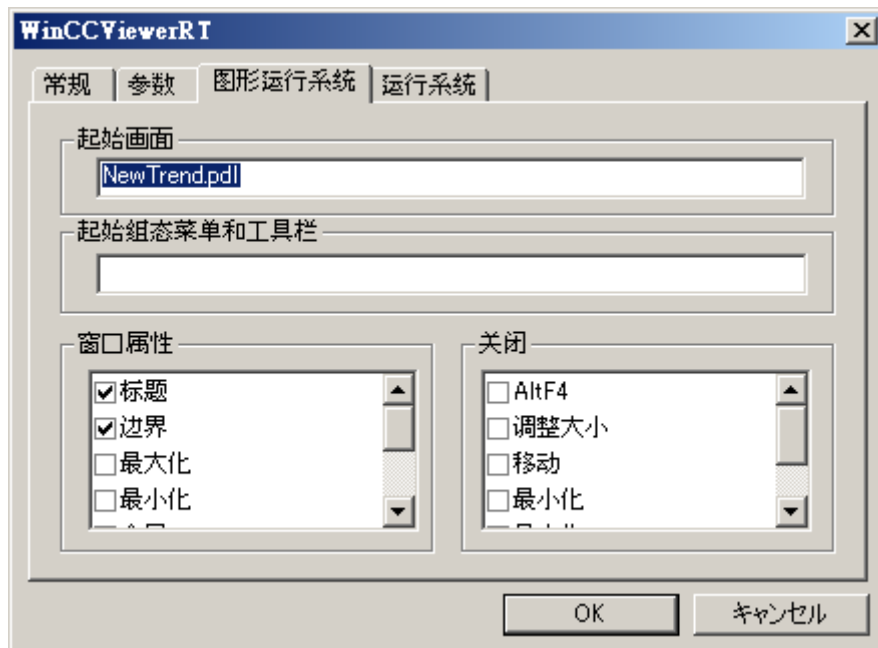 WinCCViewerRT
常规 参数 图形运行系统 运行系统
起始画面
NewTrend.pdl
起始组态菜单和工具栏
窗口属性
标题
边界
最大化
最小化
关闭
AltF4
调整大小
移动
最小化
OK キャンセル